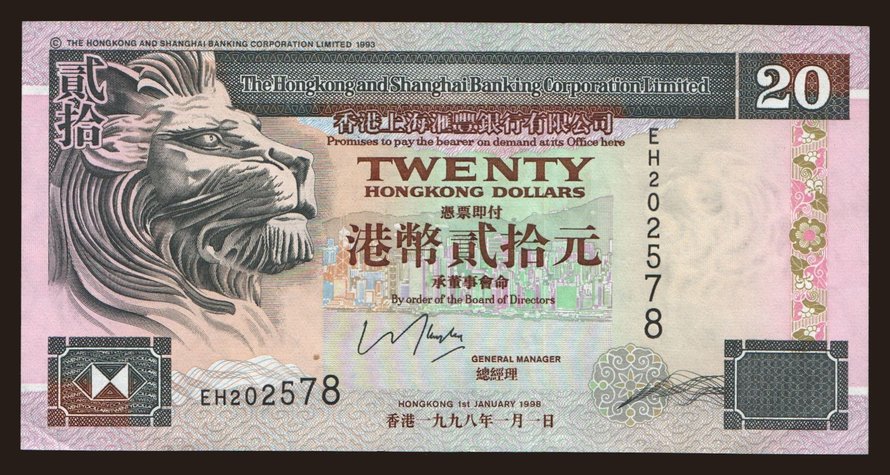 © THE HONGKONG AND SHANGHAI BANKING CORPORATION LIMITED 1993
貳拾
The Hongkong and Shanghai Banking Corporation Limited
20
香港上海滙豐銀行有限公司
Promises to pay the bearer on demand at its Office here
TWENTY
HONGKONG DOLLARS
憑票即付
港幣貳拾元
承董事會命
By order of the Board of Directors
EH202578
GENERAL MANAGER
總經理
EH202578
HONGKONG 1st JANUARY 1998
香港一九九八年一月一日